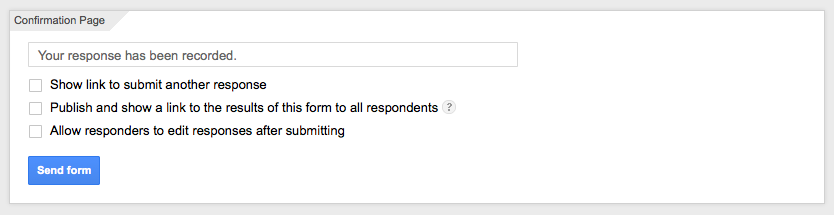 Confirmation Page
Your response has been recorded.
Show link to submit another response
Publish and show a link to the results of this form to all respondents ?
Allow responders to edit responses after submitting
Send form